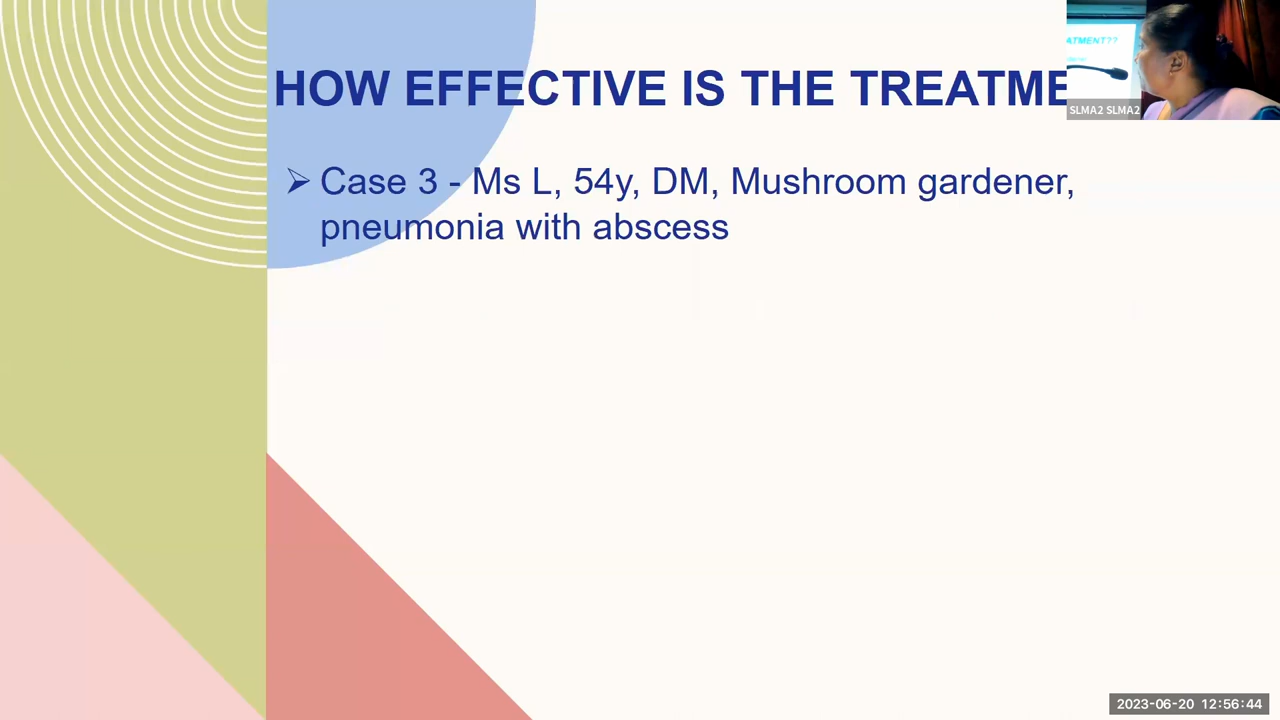 HOW EFFECTIVE IS THE TREATME
ATMENT??
SLMA2 SLMA2
➢ Case 3 - Ms L, 54y, DM, Mushroom gardener,
pneumonia with abscess
2023-06-20 12:56:44